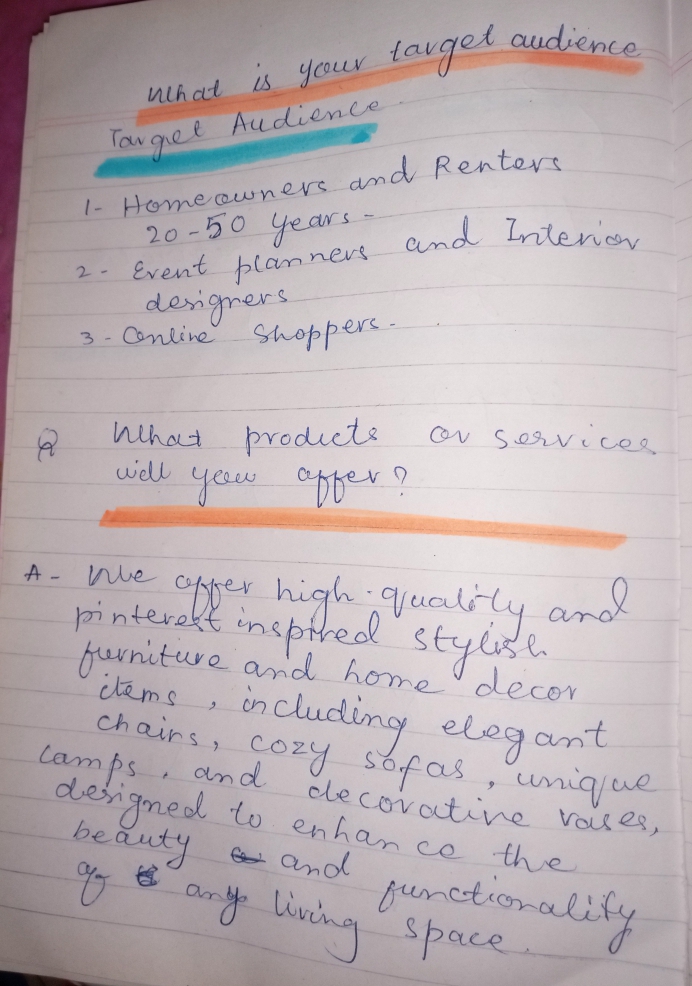 What is your target audience
Target Audience
1- Homeowners and Renters
20-50 years-
2- Event planners and Interior
designers
3- Online Shoppers-
Q What products or services
will you offer?
A- We offer high-quality and
pinterest inspired stylish
furniture and home decor
items, including elegant
chairs, cozy sofas, unique
lamps, and decorative vases,
designed to enhance the
beauty and functionality
of any living space.